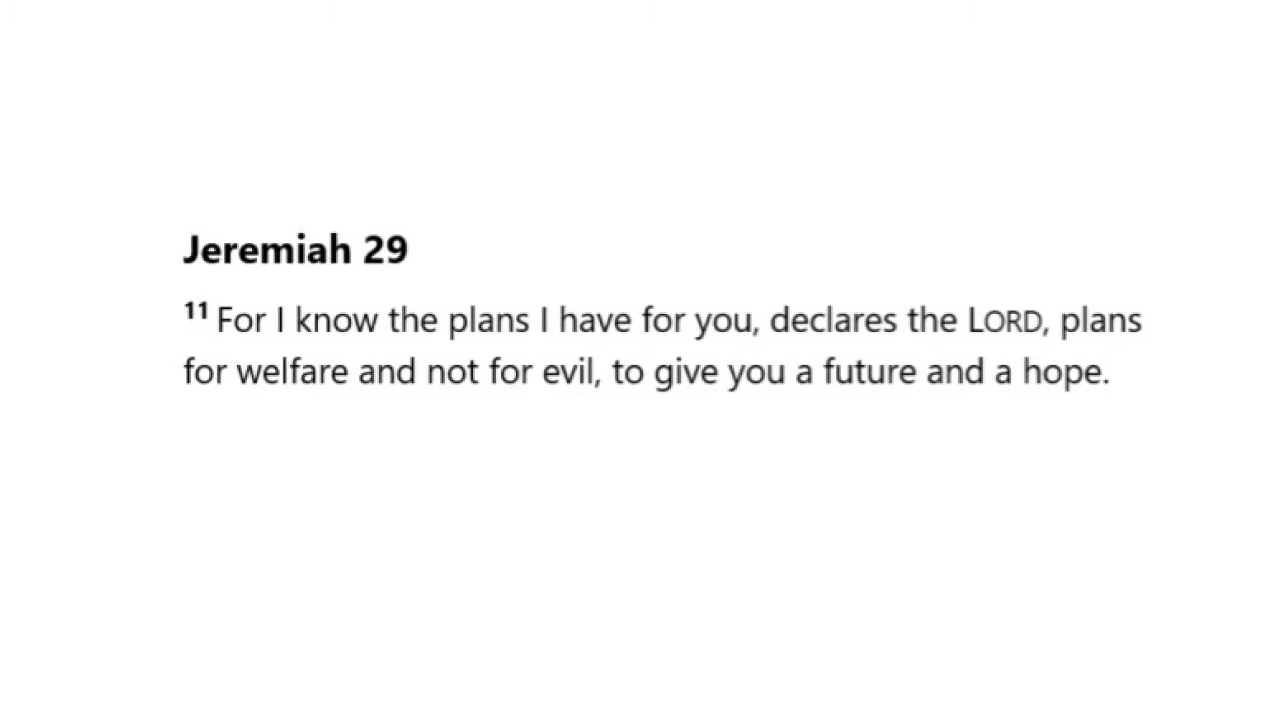 Jeremiah 29
11 For I know the plans I have for you, declares the LORD, plans
for welfare and not for evil, to give you a future and a hope.